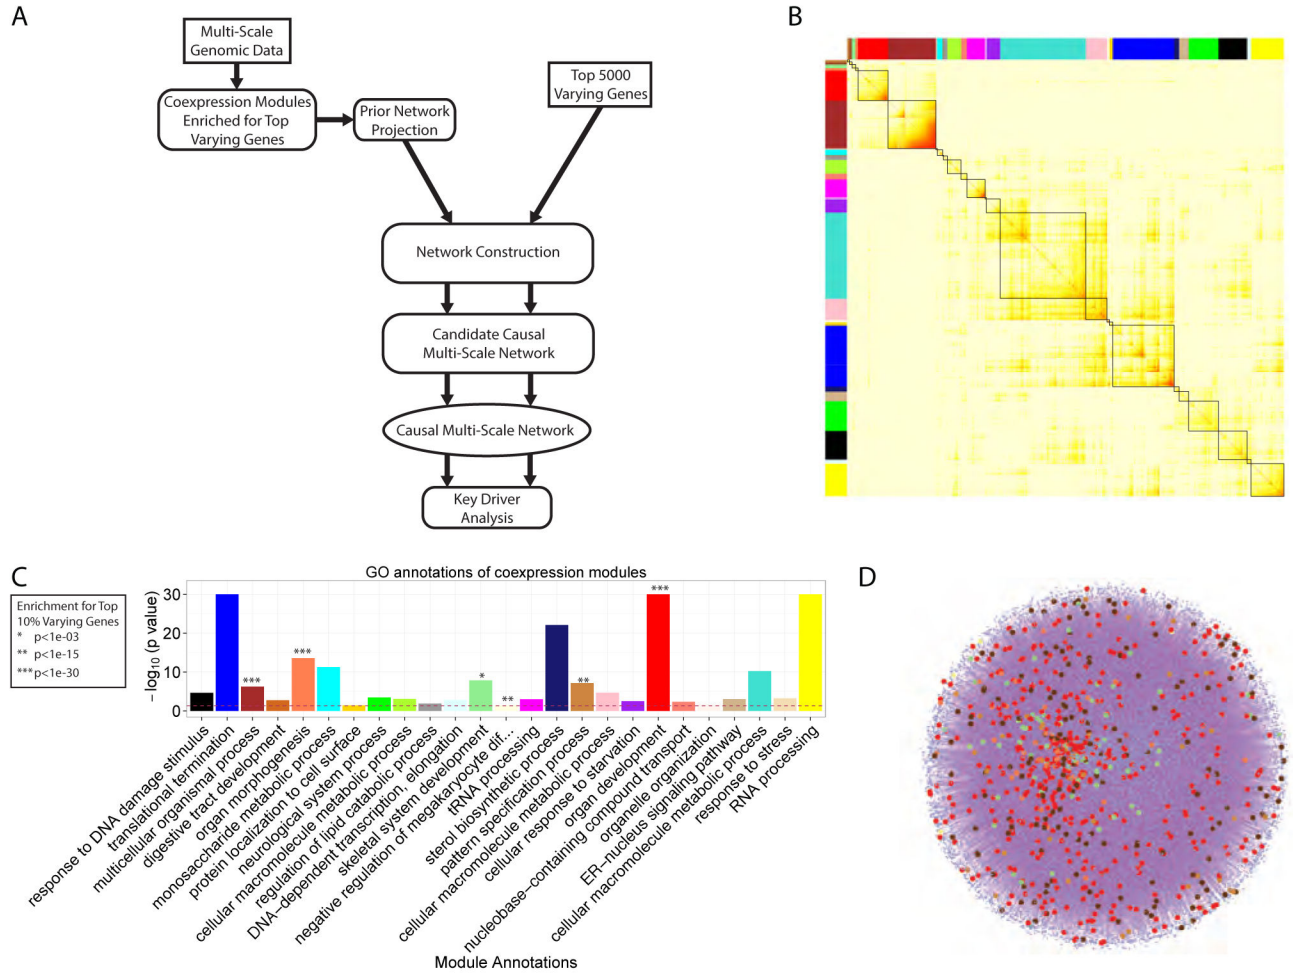 A
Multi-Scale
Genomic Data
Coexpression Modules
Enriched for Top
Varying Genes
Prior Network
Projection
Top 5000
Varying Genes
Network Construction
Candidate Causal
Multi-Scale Network
Causal Multi-Scale Network
Key Driver
Analysis
B
C
Enrichment for Top
10% Varying Genes
* p<1e-03
** p<1e-15
*** p<1e-30
GO annotations of coexpression modules
−log10 (p value)
30
20
10
0
***
***
*
**
**
***
response to DNA damage stimulus
translational termination
multicellular organismal process
digestive tract development
organ morphogenesis
monosaccharide metabolic process
protein localization to cell surface
neurological system process
cellular macromolecule metabolic process
regulation of lipid catabolic process
DNA−dependent transcription, elongation
skeletal system development
negative regulation of megakaryocyte dif...
tRNA processing
sterol biosynthetic process
pattern specification process
cellular macromolecule metabolic process
cellular response to starvation
organ development
nucleobase−containing compound transport
organelle organization
ER−nucleus signaling pathway
cellular macromolecule metabolic process
response to stress
RNA processing
Module Annotations
D